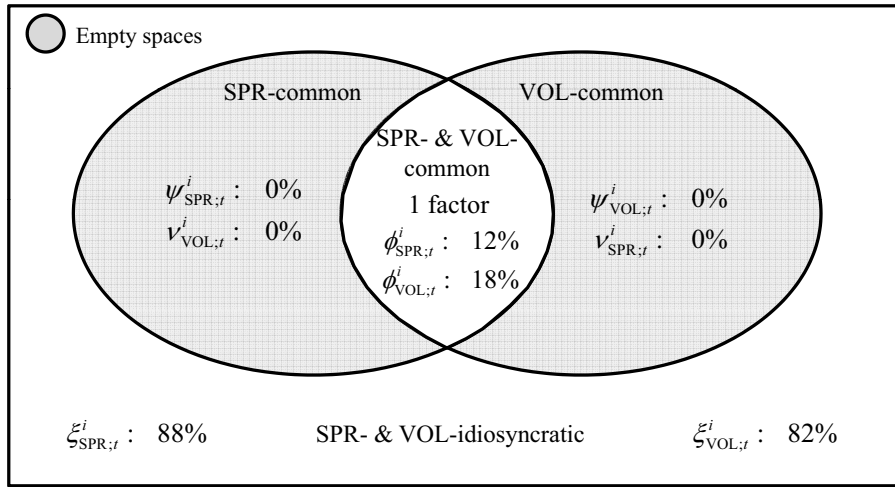 Empty spaces
SPR-common
VOL-common
SPR- & VOL-
common
1 factor
ϕ^i_SPR;t : 12%
ϕ^i_VOL;t : 18%
ψ^i_SPR;t : 0%
ν^i_VOL;t : 0%
ψ^i_VOL;t : 0%
ν^i_SPR;t : 0%
ξ^i_SPR;t : 88%
SPR- & VOL-idiosyncratic
ξ^i_VOL;t : 82%